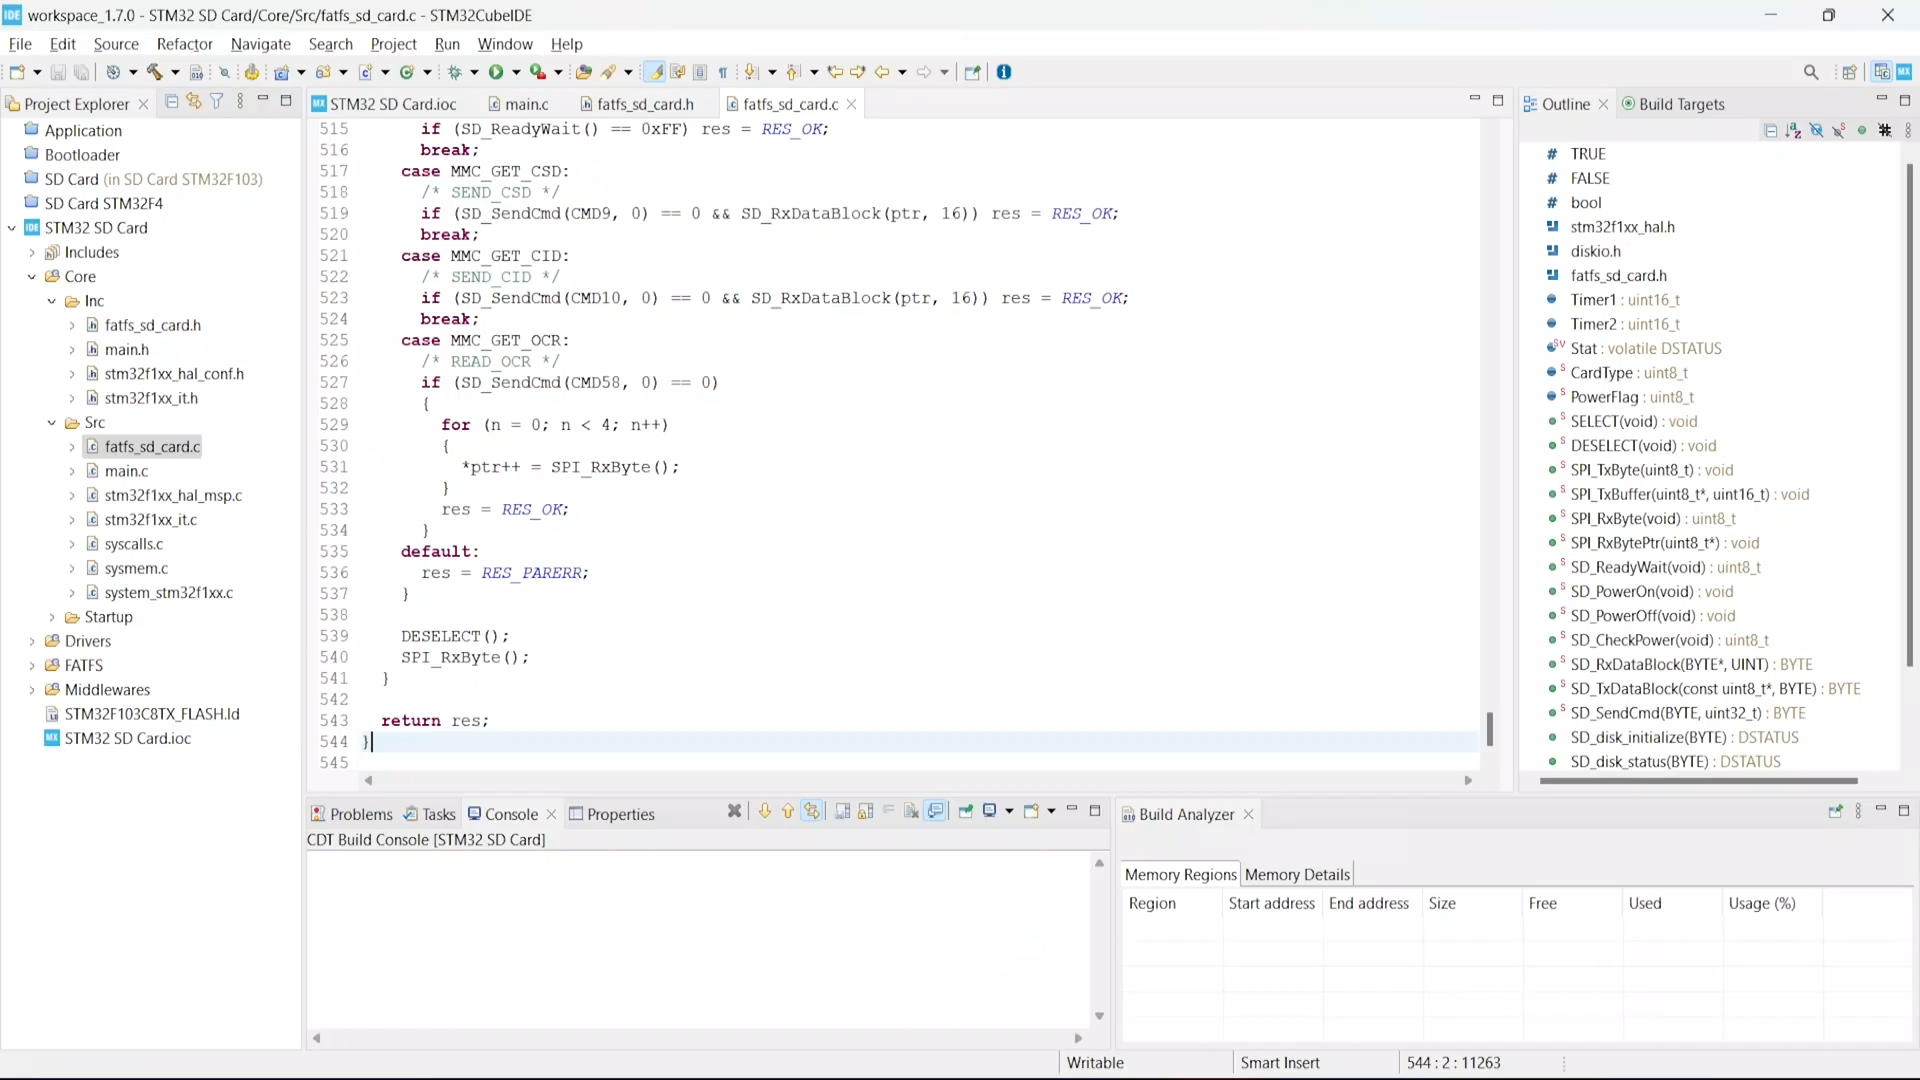 IDE workspace_1.7.0 - STM32 SD Card/Core/Src/fatfs_sd_card.c - STM32CubeIDE
File Edit Source Refactor Navigate Search Project Run Window Help
Project Explorer
Application
Bootloader
SD Card (in SD Card STM32F103)
SD Card STM32F4
IDE STM32 SD Card
Includes
Core
Inc
fatfs_sd_card.h
main.h
stm32f1xx_hal_conf.h
stm32f1xx_it.h
Src
fatfs_sd_card.c
main.c
stm32f1xx_hal_msp.c
stm32f1xx_it.c
syscalls.c
sysmem.c
system_stm32f1xx.c
Startup
Drivers
FATFS
Middlewares
STM32F103C8TX_FLASH.ld
MX STM32 SD Card.ioc
MX STM32 SD Card.ioc main.c fatfs_sd_card.h fatfs_sd_card.c
515 if (SD_ReadyWait() == 0xFF) res = RES_OK;
516 break;
517 case MMC_GET_CSD:
518 /* SEND_CSD */
519 if (SD_SendCmd(CMD9, 0) == 0 && SD_RxDataBlock(ptr, 16)) res = RES_OK;
520 break;
521 case MMC_GET_CID:
522 /* SEND_CID */
523 if (SD_SendCmd(CMD10, 0) == 0 && SD_RxDataBlock(ptr, 16)) res = RES_OK;
524 break;
525 case MMC_GET_OCR:
526 /* READ_OCR */
527 if (SD_SendCmd(CMD58, 0) == 0)
528 {
529 for (n = 0; n < 4; n++)
530 {
531 *ptr++ = SPI_RxByte();
532 }
533 res = RES_OK;
534 }
535 default:
536 res = RES_PARERR;
537 }
538
539 DESELECT();
540 SPI_RxByte();
541 }
542
543 return res;
544 }
545
Outline Build Targets
# TRUE
# FALSE
# bool
stm32f1xx_hal.h
diskio.h
fatfs_sd_card.h
Timer1 : uint16_t
Timer2 : uint16_t
SV Stat : volatile DSTATUS
S CardType : uint8_t
S PowerFlag : uint8_t
S SELECT(void) : void
S DESELECT(void) : void
S SPI_TxByte(uint8_t) : void
S SPI_TxBuffer(uint8_t*, uint16_t) : void
S SPI_RxByte(void) : uint8_t
S SPI_RxBytePtr(uint8_t*) : void
S SD_ReadyWait(void) : uint8_t
S SD_PowerOn(void) : void
S SD_PowerOff(void) : void
S SD_CheckPower(void) : uint8_t
S SD_RxDataBlock(BYTE*, UINT) : BYTE
S SD_TxDataBlock(const uint8_t*, BYTE) : BYTE
S SD_SendCmd(BYTE, uint32_t) : BYTE
SD_disk_initialize(BYTE) : DSTATUS
SD_disk_status(BYTE) : DSTATUS
Problems Tasks Console Properties
CDT Build Console [STM32 SD Card]
Build Analyzer
Memory Regions Memory Details
Region Start address End address Size Free Used Usage (%)
Writable Smart Insert 544 : 2 : 11263